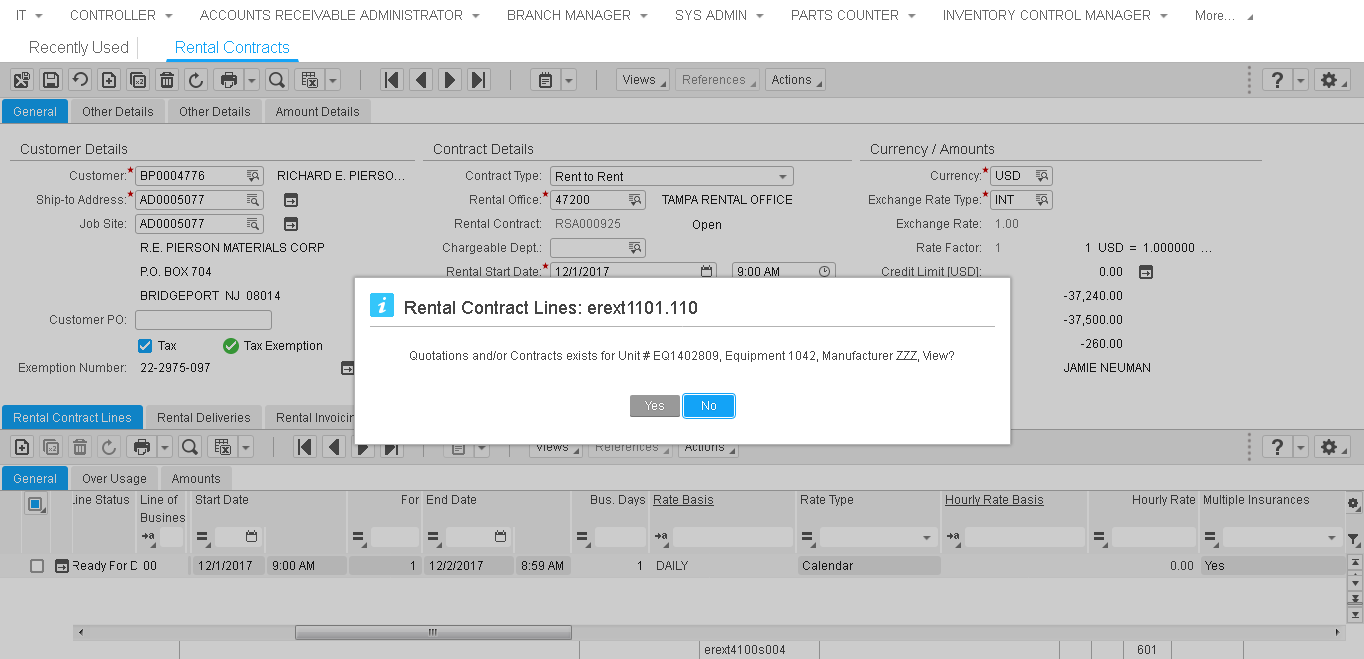 IT CONTROLLER ACCOUNTS RECEIVABLE ADMINISTRATOR BRANCH MANAGER SYS ADMIN PARTS COUNTER INVENTORY CONTROL MANAGER More...
Recently Used Rental Contracts
Views References Actions ?
General Other Details Other Details Amount Details
Customer Details Contract Details Currency / Amounts
Customer:* BP0004776 RICHARD E. PIERSO... Contract Type: Rent to Rent Currency:* USD
Ship-to Address:* AD0005077 Rental Office:* 47200 TAMPA RENTAL OFFICE Exchange Rate Type:* INT
Job Site: AD0005077 Rental Contract: RSA000925 Open Exchange Rate: 1.00
R.E. PIERSON MATERIALS CORP Chargeable Dept.: Rate Factor: 1 1 USD = 1.000000 ...
P.O. BOX 704 Rental Start Date:* 12/1/2017 9:00 AM Credit Limit [USD]: 0.00
BRIDGEPORT NJ 08014 -37,240.00
Customer PO: -37,500.00
Tax Tax Exemption -260.00
Exemption Number: 22-2975-097 JAMIE NEUMAN
Rental Contract Lines: erext1101.110
Quotations and/or Contracts exists for Unit # EQ1402809, Equipment 1042, Manufacturer ZZZ, View?
Yes No
Rental Contract Lines Rental Deliveries Rental Invoicin
Views References Actions ?
General Over Usage Amounts
Line Status Line of Start Date For End Date Bus. Days Rate Basis Rate Type Hourly Rate Basis Hourly Rate Multiple Insurances
Busines
Ready For D 00 12/1/2017 9:00 AM 1 12/2/2017 8:59 AM 1 DAILY Calendar 0.00 Yes
erext4100s004 601